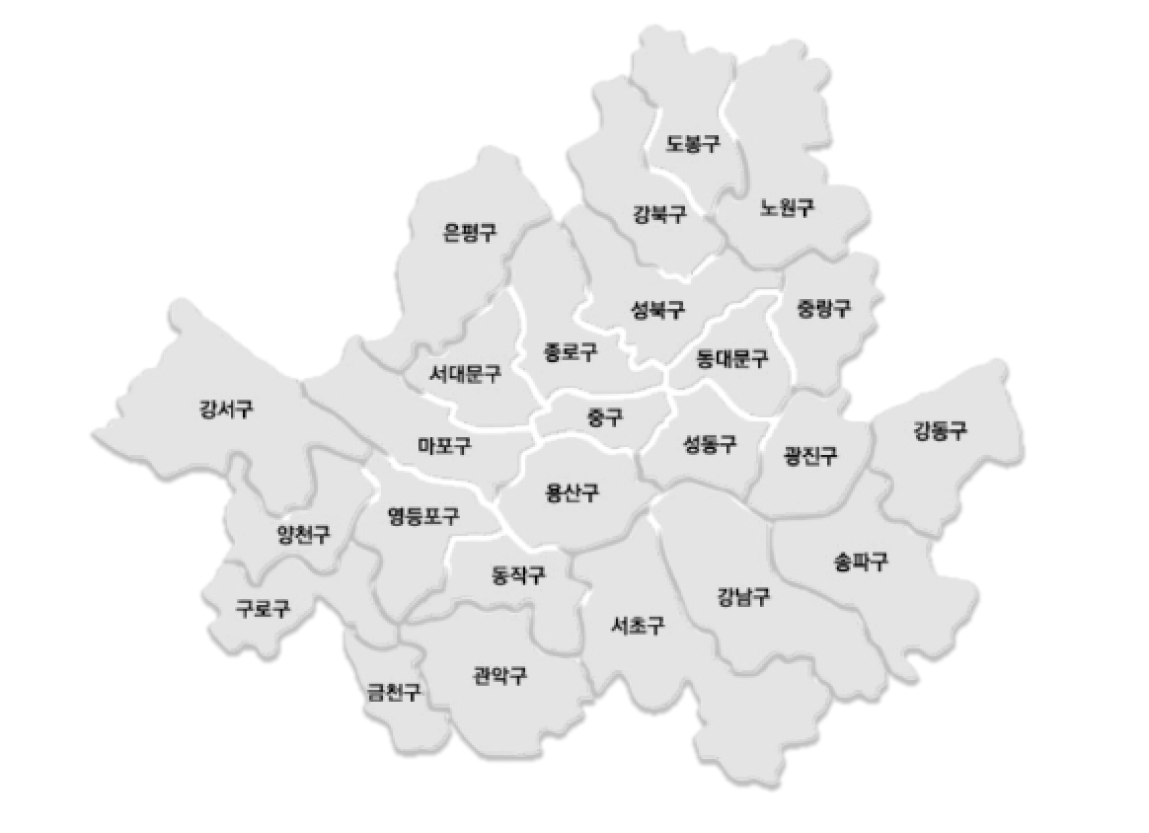 도봉구
노원구
강북구
은평구
성북구
중랑구
종로구
동대문구
서대문구
강서구
중구
강동구
마포구
성동구
광진구
용산구
영등포구
양천구
송파구
동작구
강남구
구로구
서초구
관악구
금천구